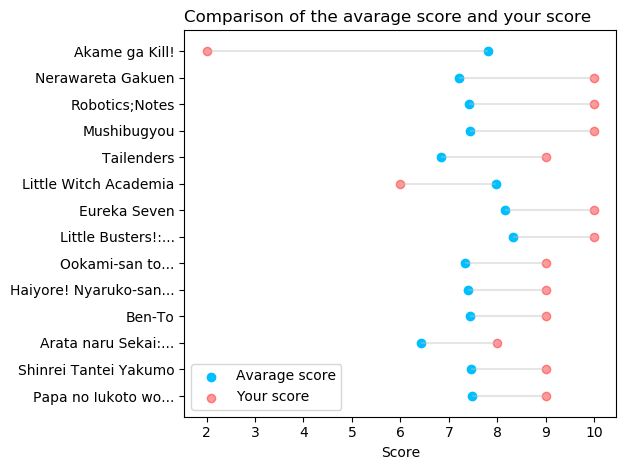 Comparison of the avarage score and your score
Akame ga Kill!
Nerawareta Gakuen
Robotics;Notes
Mushibugyou
Tailenders
Little Witch Academia
Eureka Seven
Little Busters!:...
Ookami-san to...
Haiyore! Nyaruko-san...
Ben-To
Arata naru Sekai:...
Shinrei Tantei Yakumo
Papa no Iukoto wo...
Avarage score
Your score
2 3 4 5 6 7 8 9 10
Score